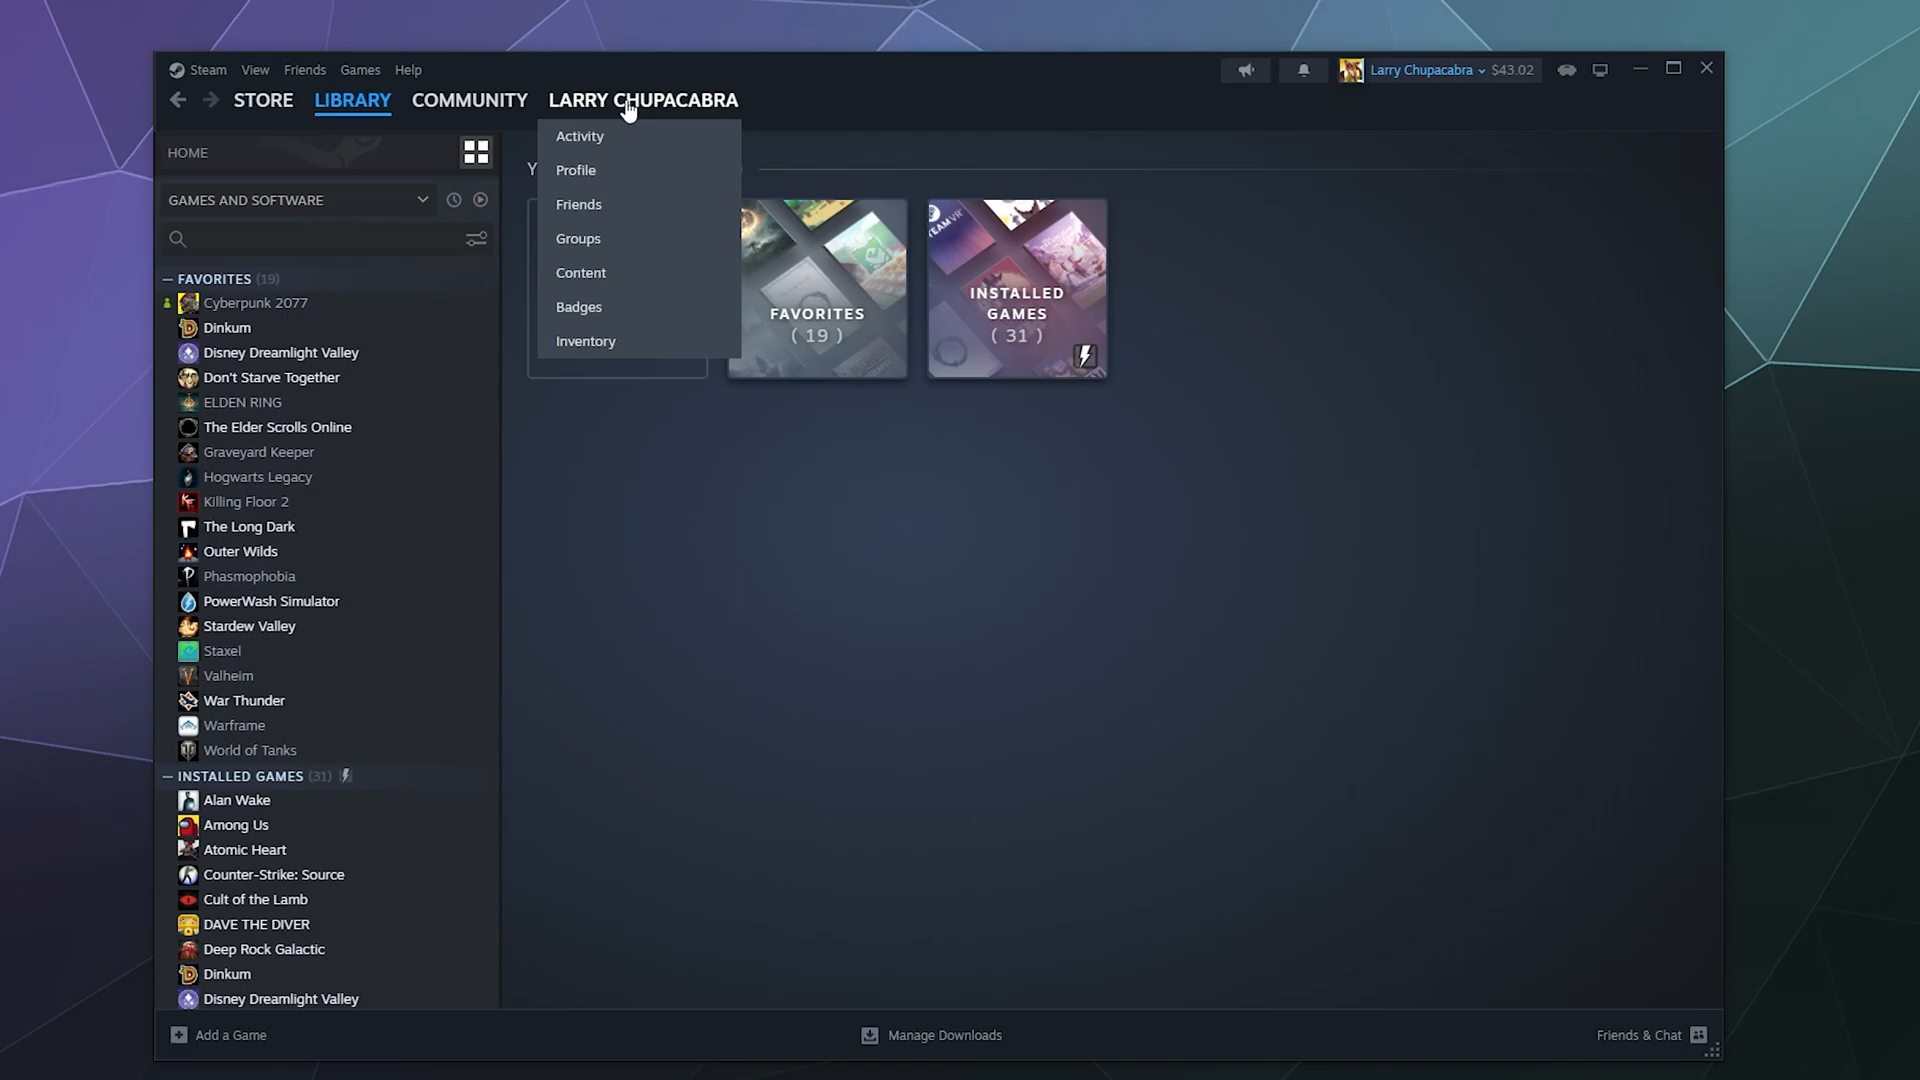 Steam View Friends Games Help
Larry Chupacabra $43.02
STORE LIBRARY COMMUNITY LARRY CHUPACABRA
Activity
Profile
Friends
Groups
Content
Badges
Inventory
HOME
GAMES AND SOFTWARE
FAVORITES (19)
Cyberpunk 2077
Dinkum
Disney Dreamlight Valley
Don't Starve Together
ELDEN RING
The Elder Scrolls Online
Graveyard Keeper
Hogwarts Legacy
Killing Floor 2
The Long Dark
Outer Wilds
Phasmophobia
PowerWash Simulator
Stardew Valley
Staxel
Valheim
War Thunder
Warframe
World of Tanks
INSTALLED GAMES (31)
Alan Wake
Among Us
Atomic Heart
Counter-Strike: Source
Cult of the Lamb
DAVE THE DIVER
Deep Rock Galactic
Dinkum
Disney Dreamlight Valley
FAVORITES
( 19 )
INSTALLED
GAMES
( 31 )
Add a Game
Manage Downloads
Friends & Chat